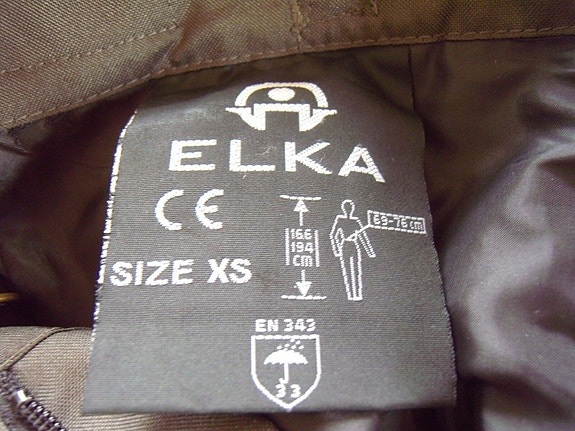 ELKA
CE
69-76 cm
166
194
cm
SIZE XS
EN 343
3 3